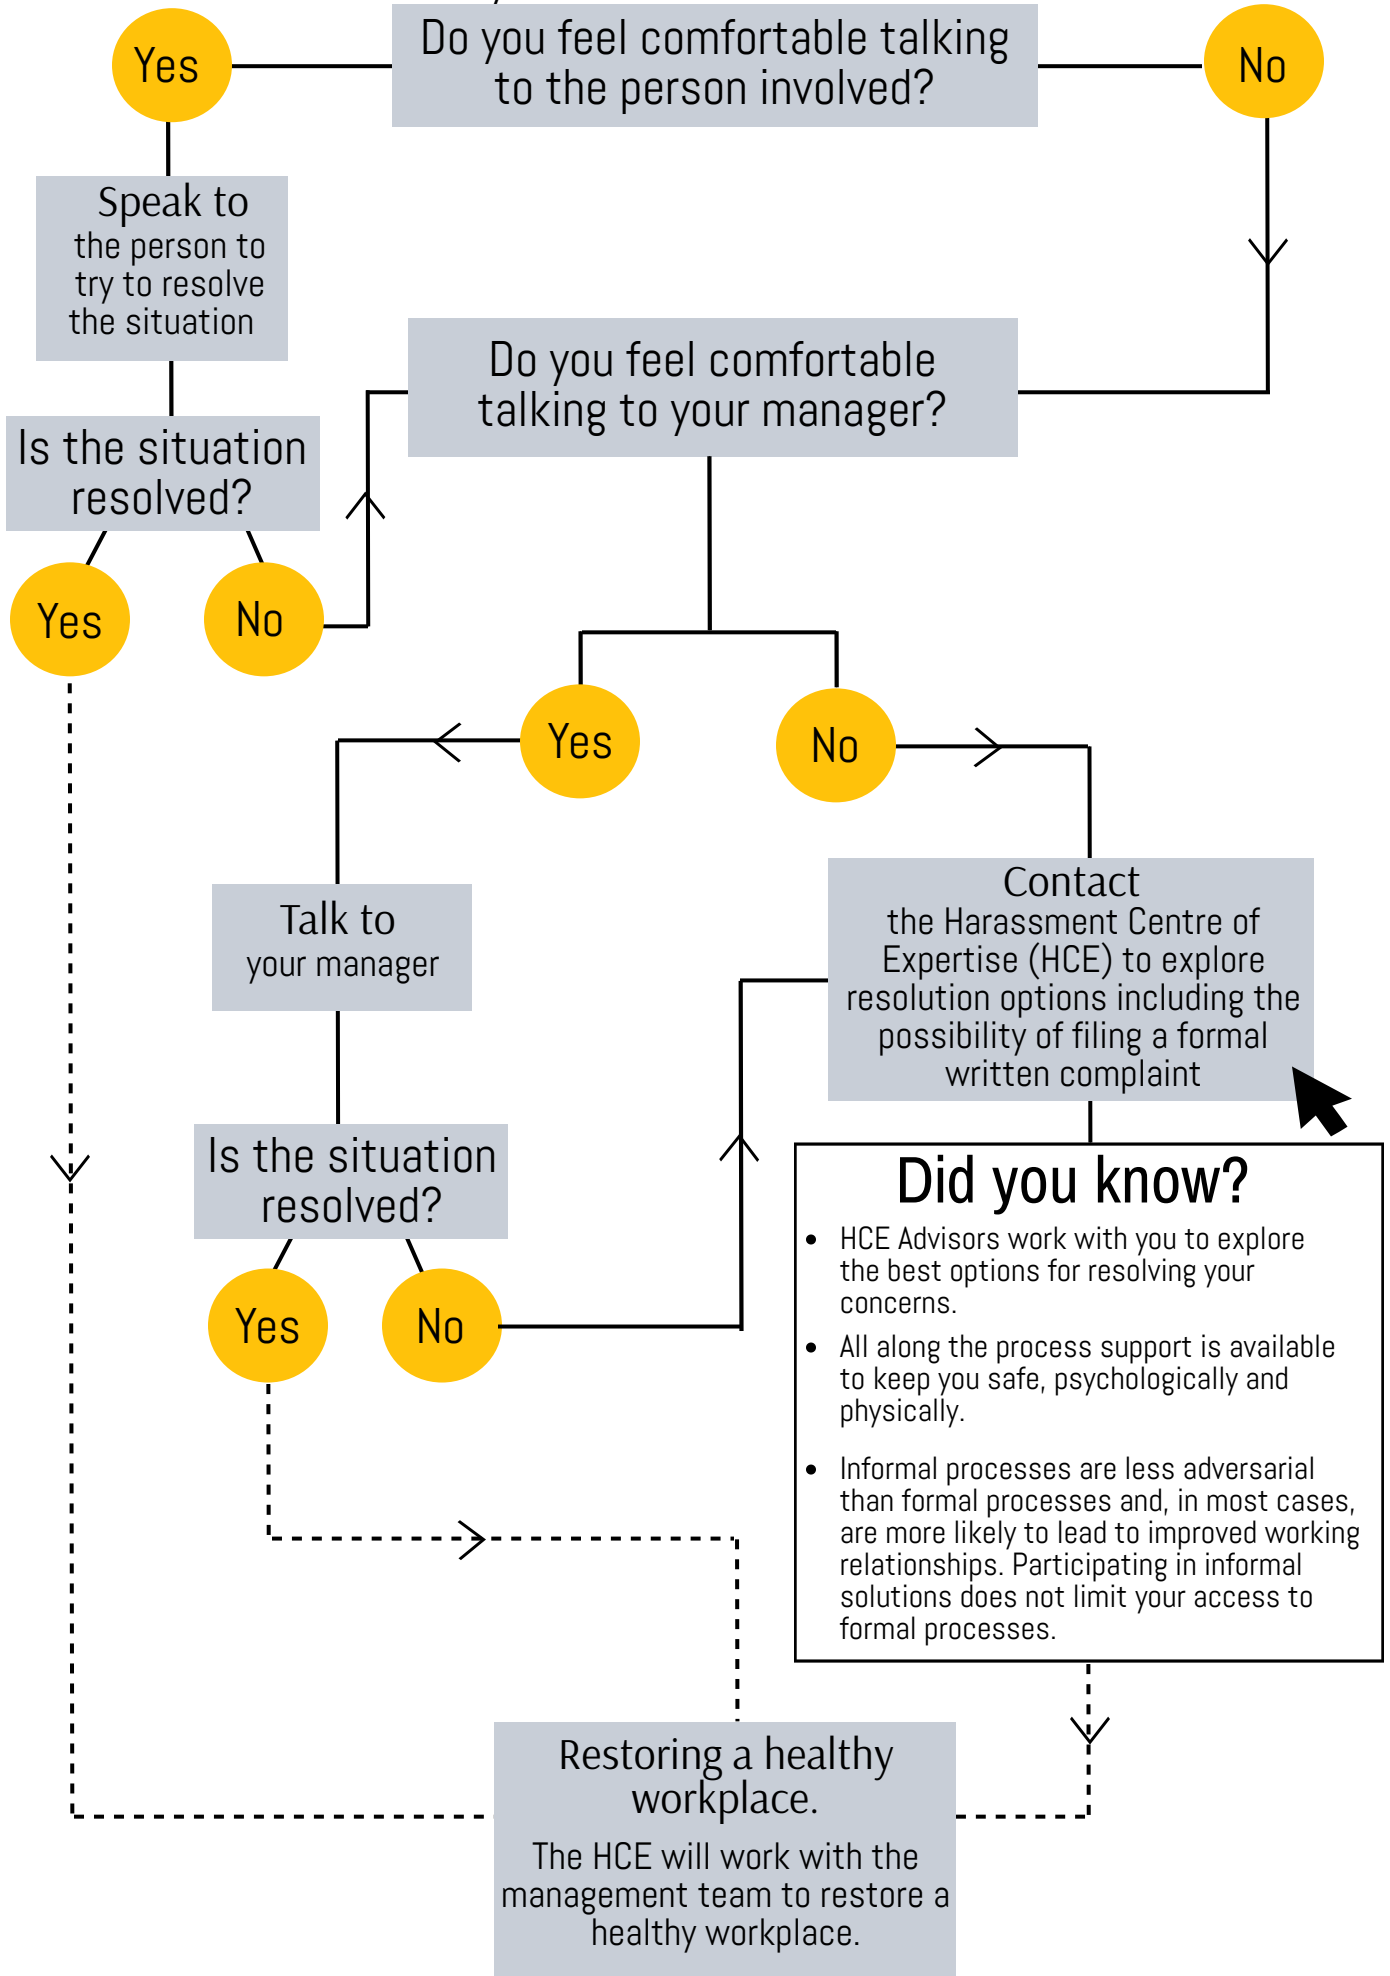 Do you feel comfortable talking
to the person involved?
Yes
No
Speak to
the person to
try to resolve
the situation
Do you feel comfortable
talking to your manager?
Is the situation
resolved?
Yes
No
Yes
No
Talk to
your manager
Contact
the Harassment Centre of
Expertise (HCE) to explore
resolution options including the
possibility of filing a formal
written complaint
Is the situation
resolved?
Yes
No
Did you know?
• HCE Advisors work with you to explore
the best options for resolving your
concerns.
• All along the process support is available
to keep you safe, psychologically and
physically.
• Informal processes are less adversarial
than formal processes and, in most cases,
are more likely to lead to improved working
relationships. Participating in informal
solutions does not limit your access to
formal processes.
Restoring a healthy
workplace.
The HCE will work with the
management team to restore a
healthy workplace.